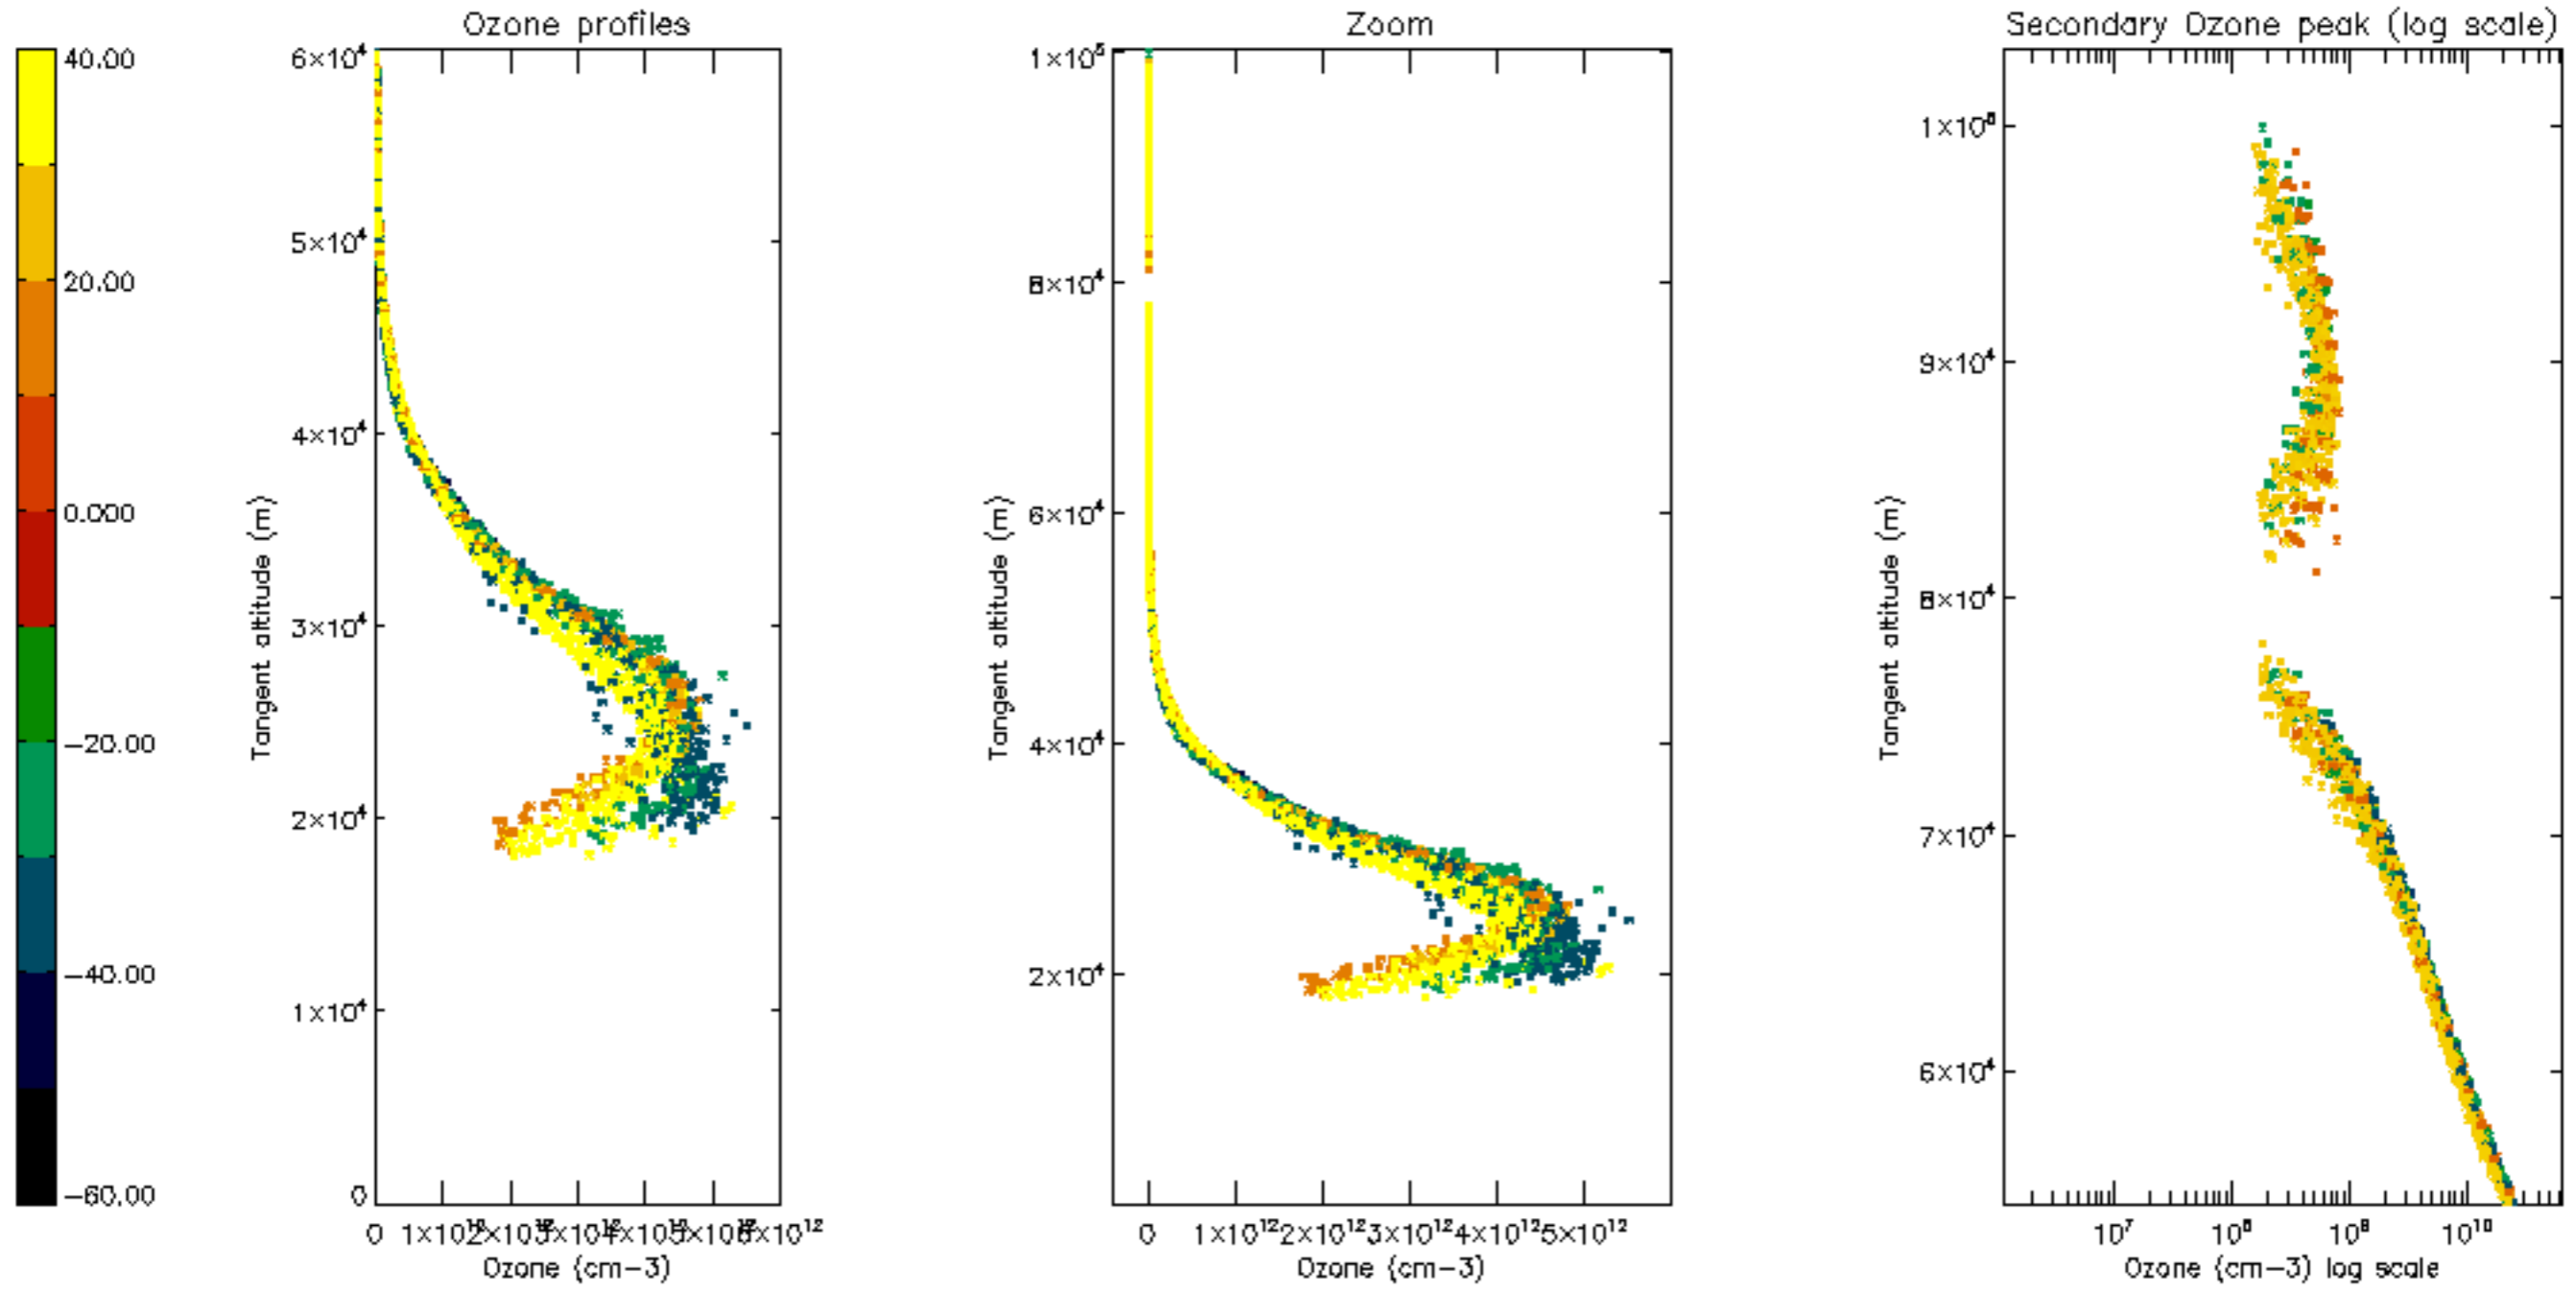 Ozone profiles
Zoom
Secondary Ozone peak (log scale)
40.00
20.00
0.000
−20.00
−40.00
−60.00
Tangent altitude (m)
6×10⁴
5×10⁴
4×10⁴
3×10⁴
2×10⁴
1×10⁴
0
0
Ozone (cm−3)
Tangent altitude (m)
1×10⁵
8×10⁴
6×10⁴
4×10⁴
2×10⁴
0 1×10¹² 2×10¹² 3×10¹² 4×10¹² 5×10¹²
Ozone (cm−3)
Tangent altitude (m)
1×10⁵
9×10⁴
8×10⁴
7×10⁴
6×10⁴
10⁷ 10⁸ 10⁹ 10¹⁰
Ozone (cm−3) log scale